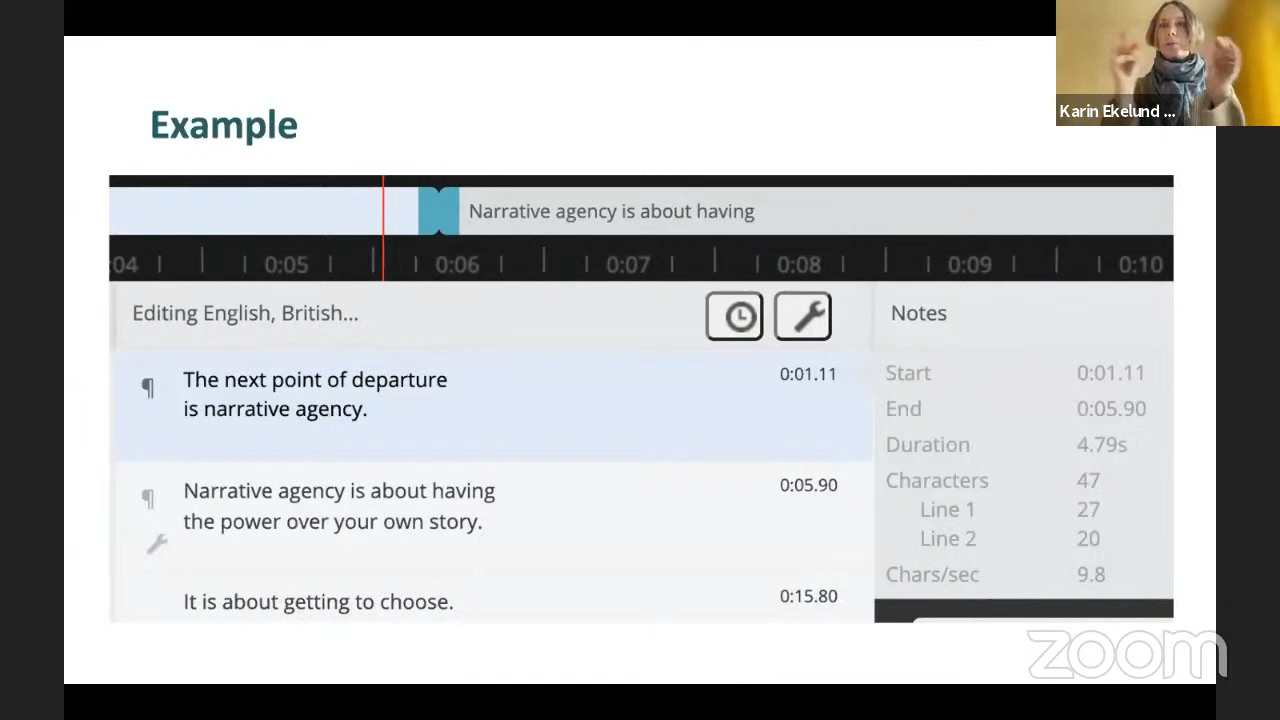 Example
Karin Ekelund ...
Narrative agency is about having
:04 0:05 0:06 0:07 0:08 0:09 0:10
Editing English, British...
Notes
The next point of departure
is narrative agency.
0:01.11
Narrative agency is about having
the power over your own story.
0:05.90
It is about getting to choose.
0:15.80
Start 0:01.11
End 0:05.90
Duration 4.79s
Characters 47
Line 1 27
Line 2 20
Chars/sec 9.8
zoom